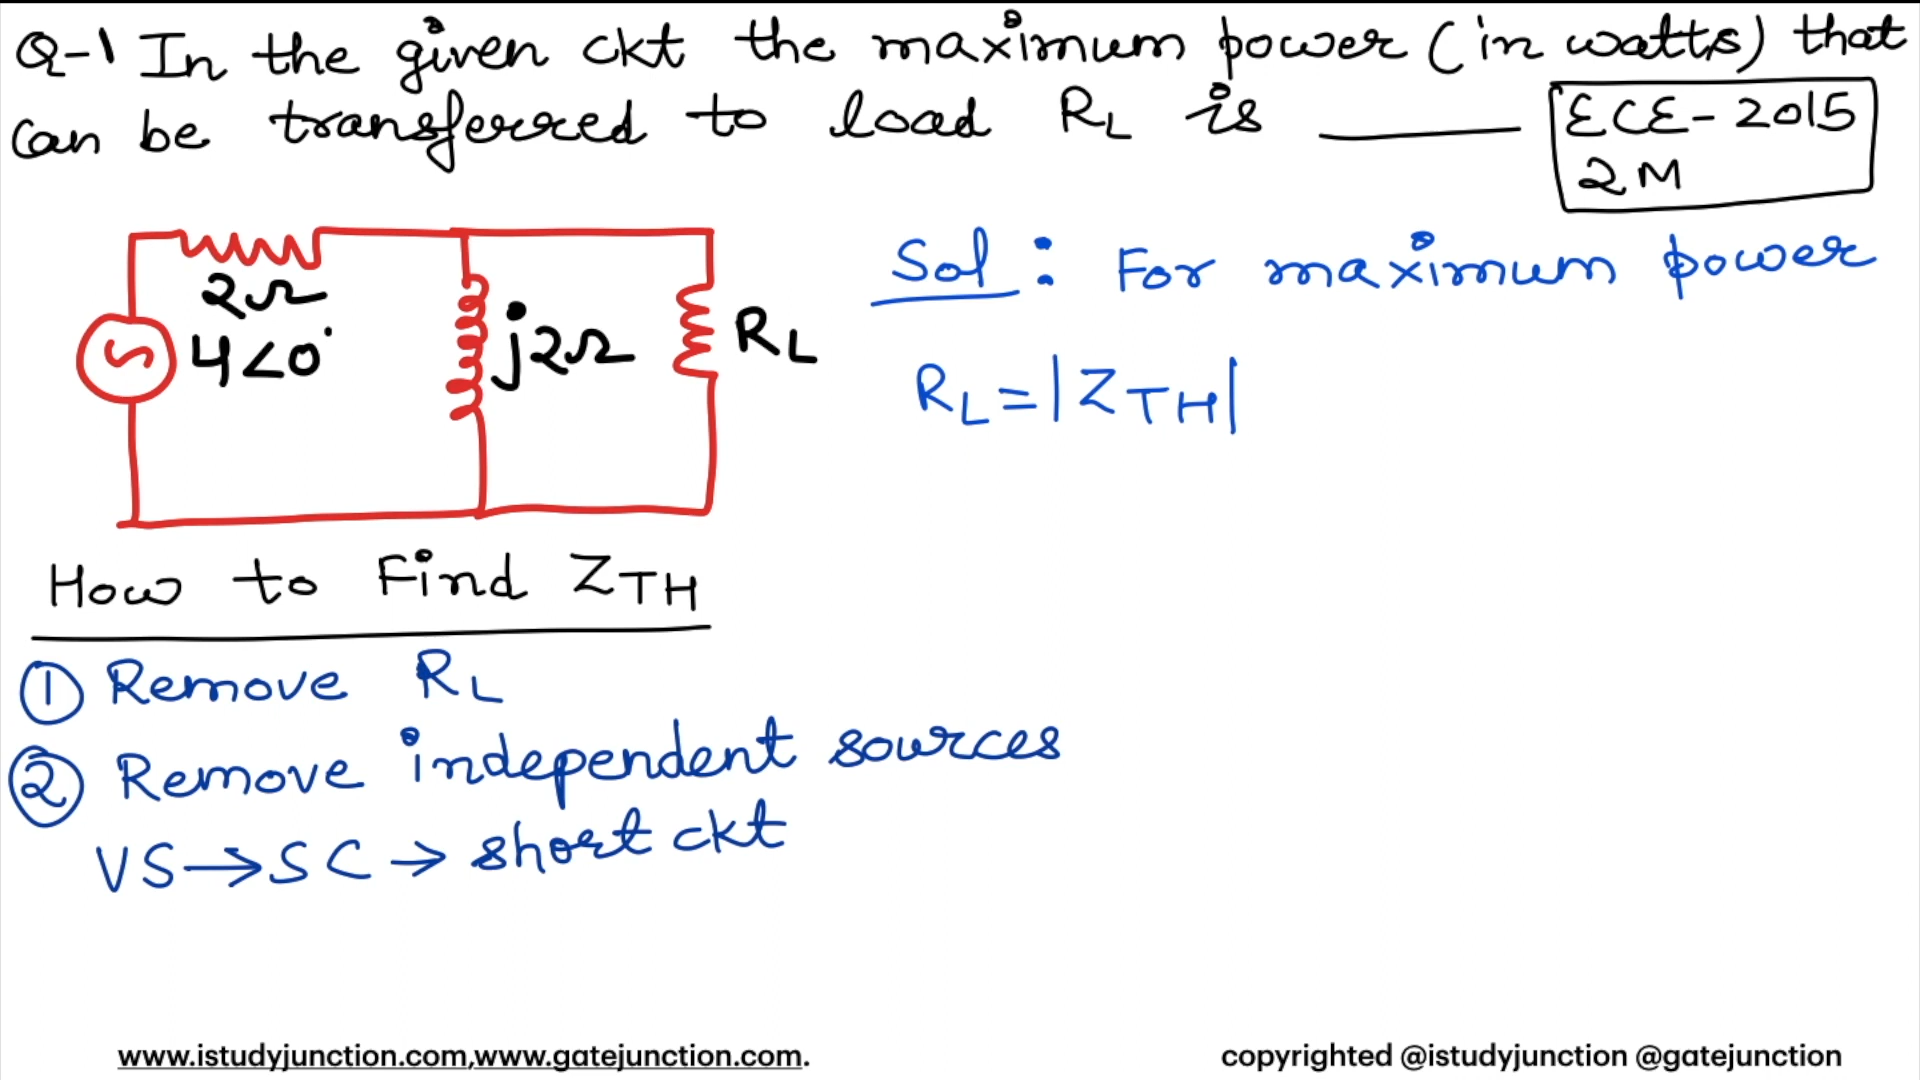 Q-1 In the given ckt the maximum power (in watts) that
can be transferred to load RL is ______
ECE-2015
2M
2Ω
4∠0°
j2Ω
RL
Sol : For maximum power
RL = |ZTH|
How to Find ZTH
① Remove RL
② Remove independent sources
VS→SC→short ckt
www.istudyjunction.com,www.gatejunction.com.
copyrighted @istudyjunction @gatejunction